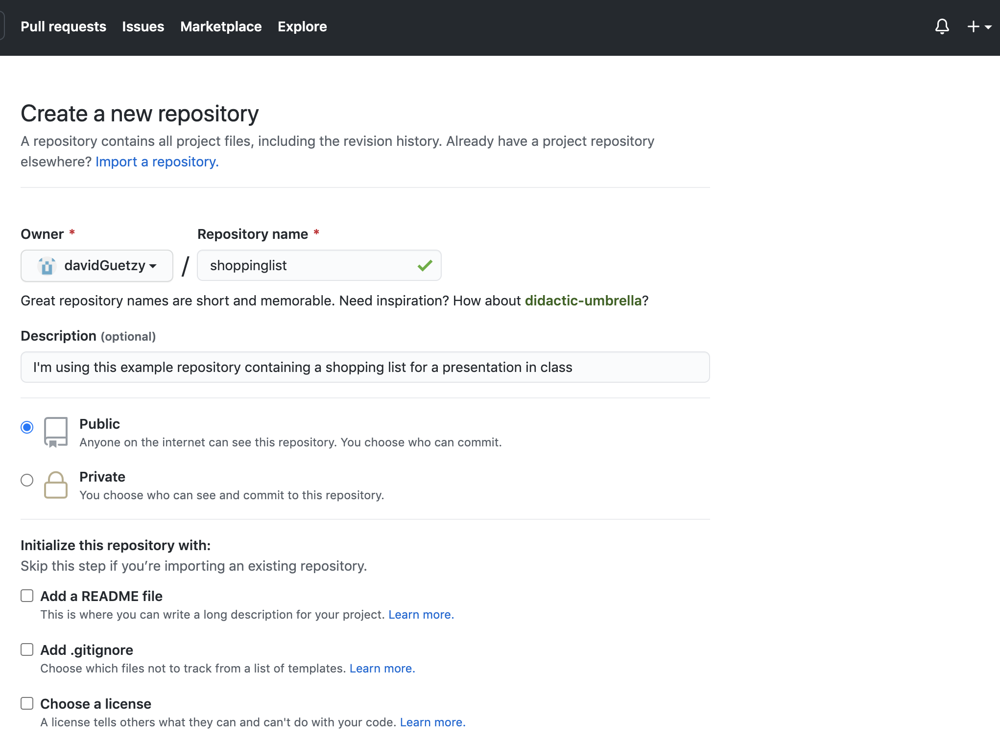 Pull requests Issues Marketplace Explore
Create a new repository
A repository contains all project files, including the revision history. Already have a project repository
elsewhere? Import a repository.
Owner * Repository name *
davidGuetzy / shoppinglist
Great repository names are short and memorable. Need inspiration? How about didactic-umbrella?
Description (optional)
I'm using this example repository containing a shopping list for a presentation in class
Public
Anyone on the internet can see this repository. You choose who can commit.
Private
You choose who can see and commit to this repository.
Initialize this repository with:
Skip this step if you’re importing an existing repository.
Add a README file
This is where you can write a long description for your project. Learn more.
Add .gitignore
Choose which files not to track from a list of templates. Learn more.
Choose a license
A license tells others what they can and can't do with your code. Learn more.